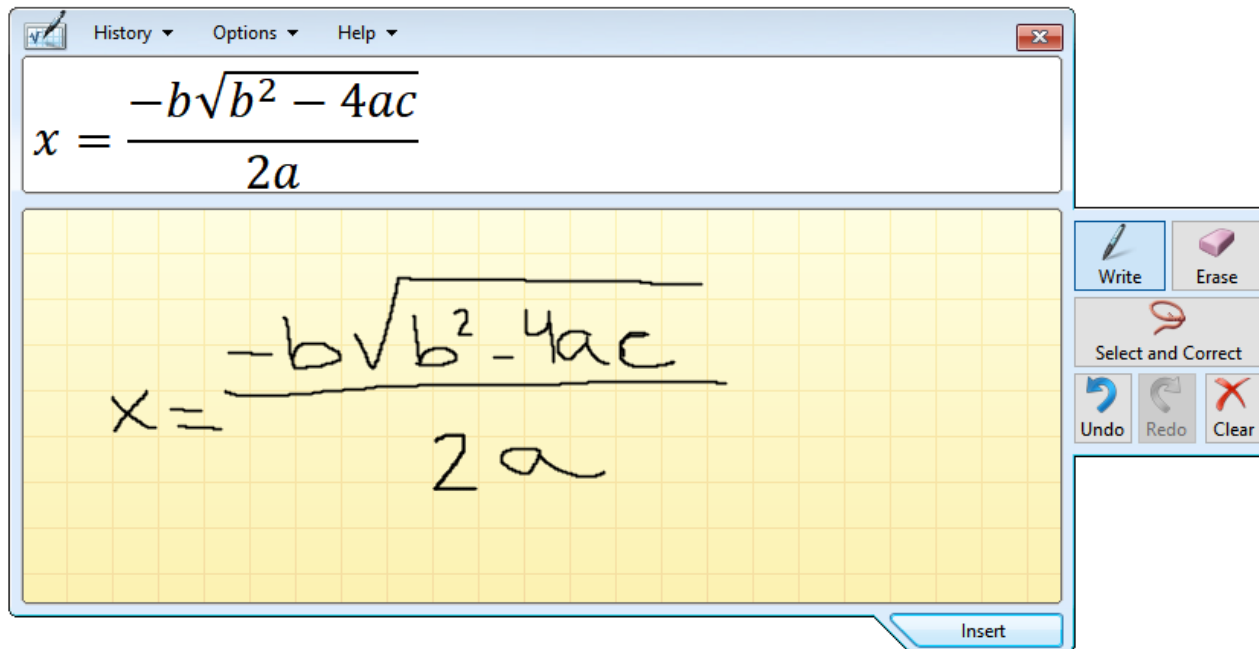 History Options Help
x = (-b√(b² - 4ac))/(2a)
x = (-b√(b² - 4ac))/(2a)
Write Erase
Select and Correct
Undo Redo Clear
Insert